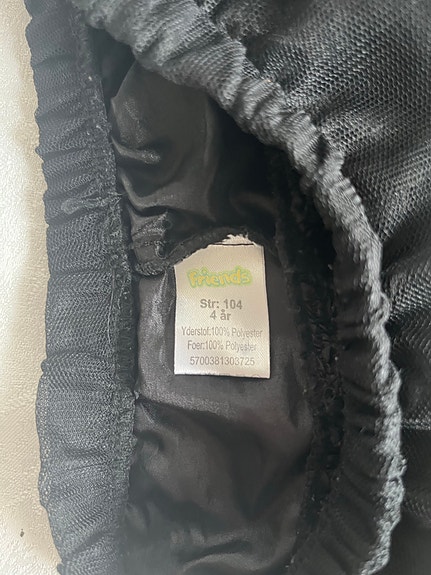 Friends
Str: 104
4 år
Yderstof:100% Polyester
Foer:100% Polyester
5700381303725